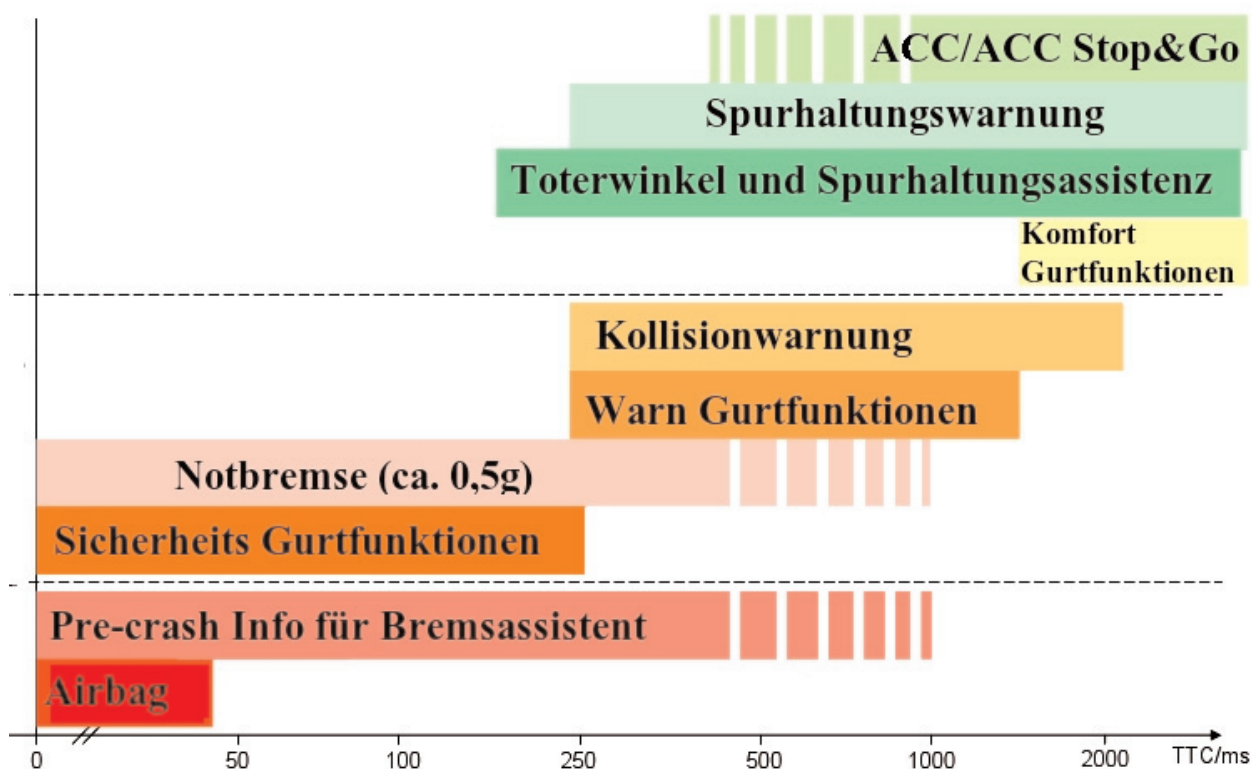 ACC/ACC Stop&Go
Spurhaltungswarnung
Toterwinkel und Spurhaltungsassistenz
Komfort
Gurtfunktionen
Kollisionwarnung
Warn Gurtfunktionen
Notbremse (ca. 0,5g)
Sicherheits Gurtfunktionen
Pre-crash Info für Bremsassistent
Airbag
0 50 100 250 500 1000 2000 TTC/ms